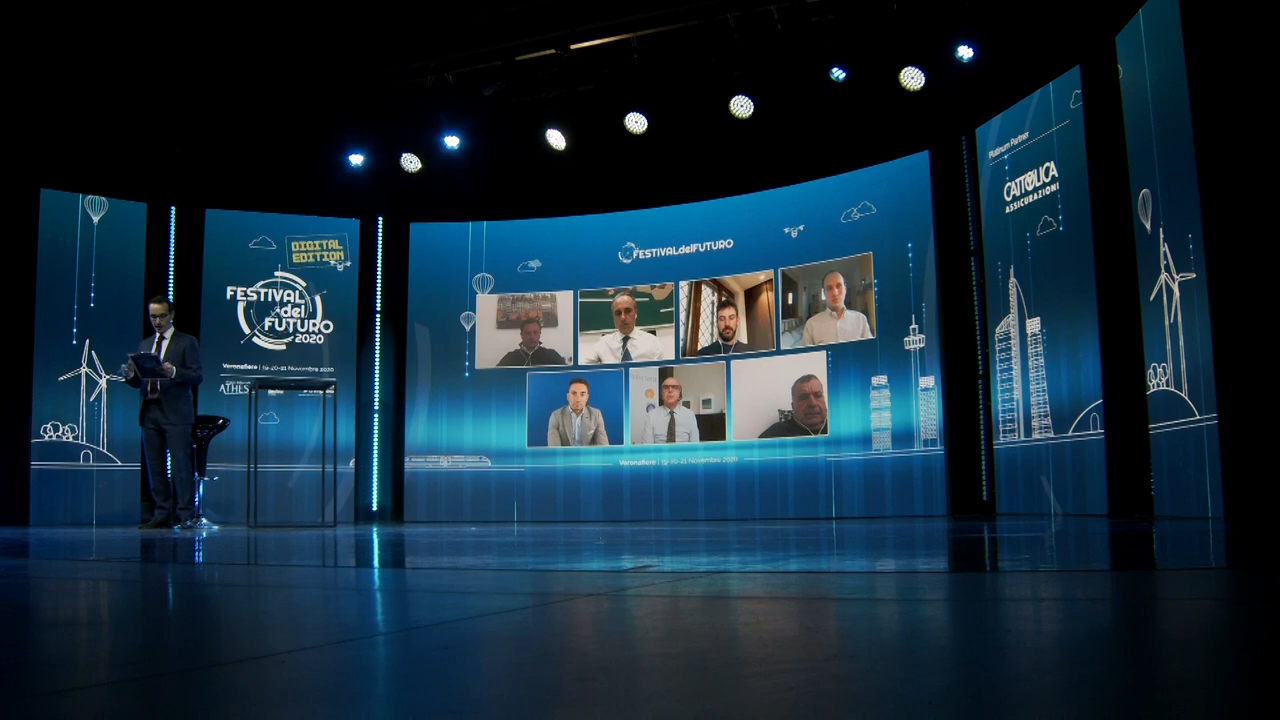 DIGITAL
EDITION
FESTIVAL
del
FUTURO
2020
Veronafiere | 19-20-21 Novembre 2020
ATHES
FESTIVALdelFUTURO
Veronafiere | 19-20-21 Novembre 2020
Platinum Partner
CATTOLICA
ASSICURAZIONI